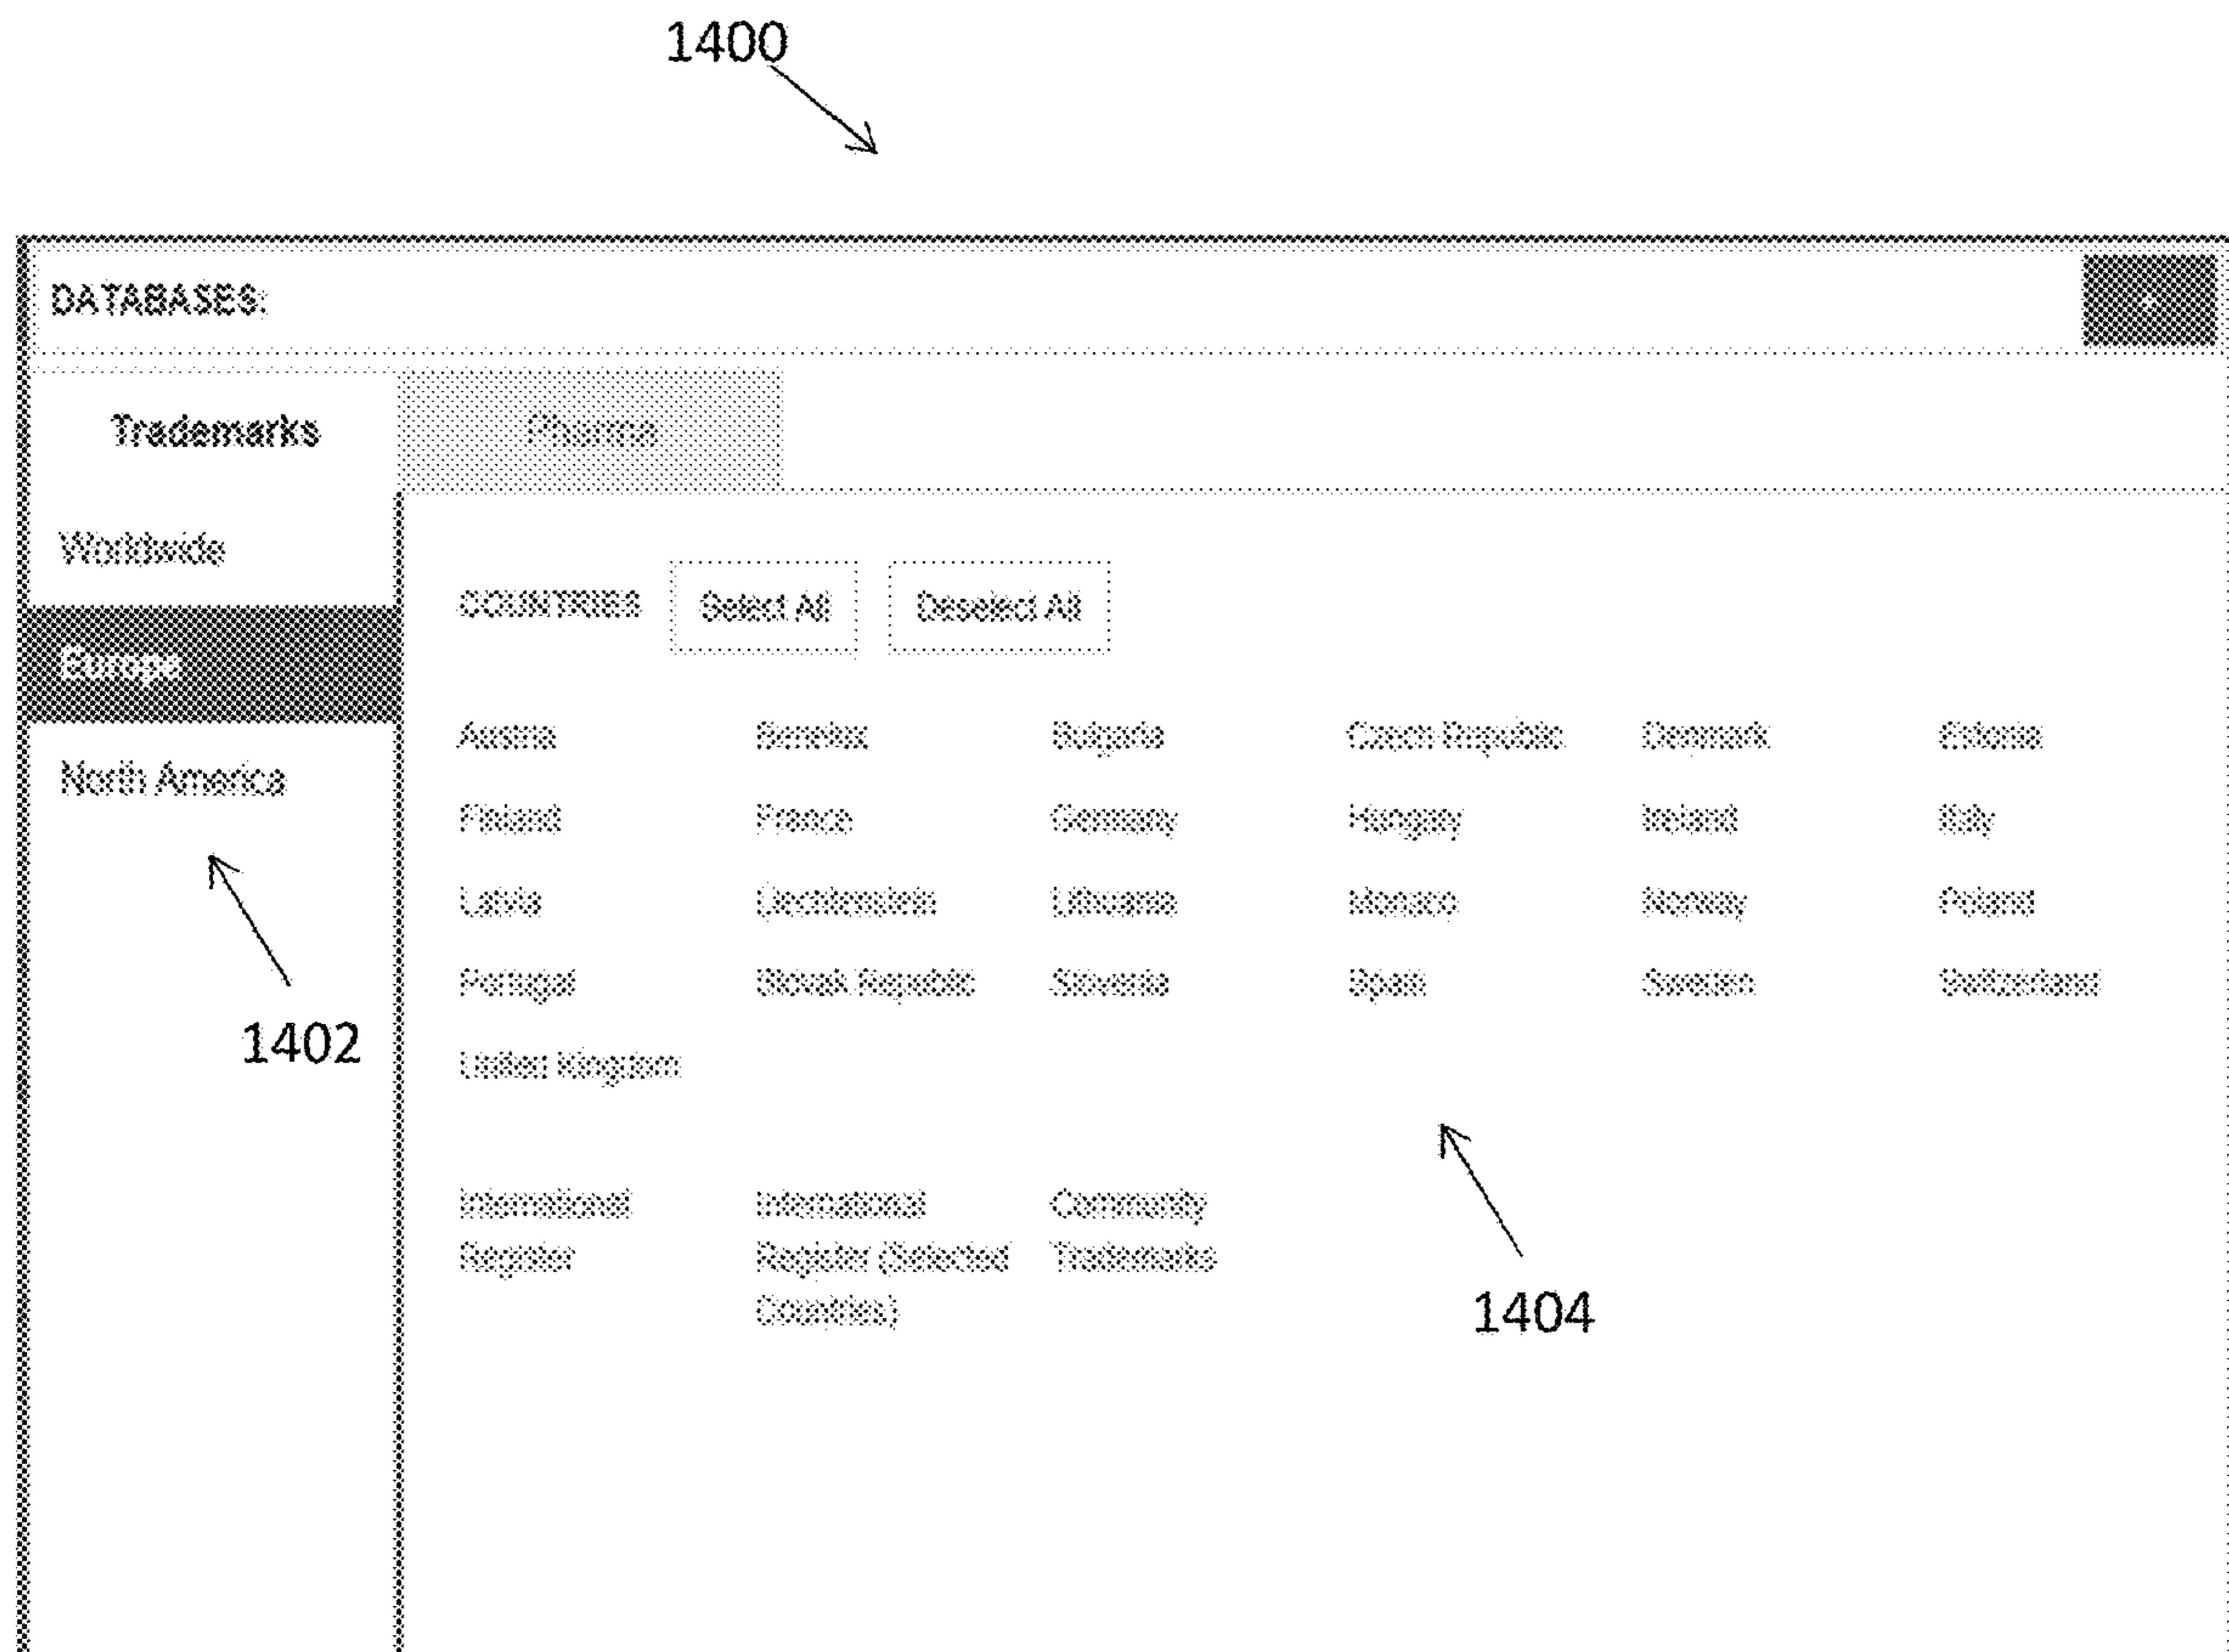 1400
DATABASES:
Trademarks Pharma
Worldwide
Europe
North America
1402
COUNTRIES Select All Deselect All
Austria Benelux Bulgaria Czech Republic Denmark Estonia
Finland France Germany Hungary Ireland Italy
Latvia Liechtenstein Lithuania Monaco Norway Poland
Portugal Slovak Republic Slovenia Spain Sweden Switzerland
United Kingdom
International International Community
Register Register (Selected Trademarks
Countries)
1404